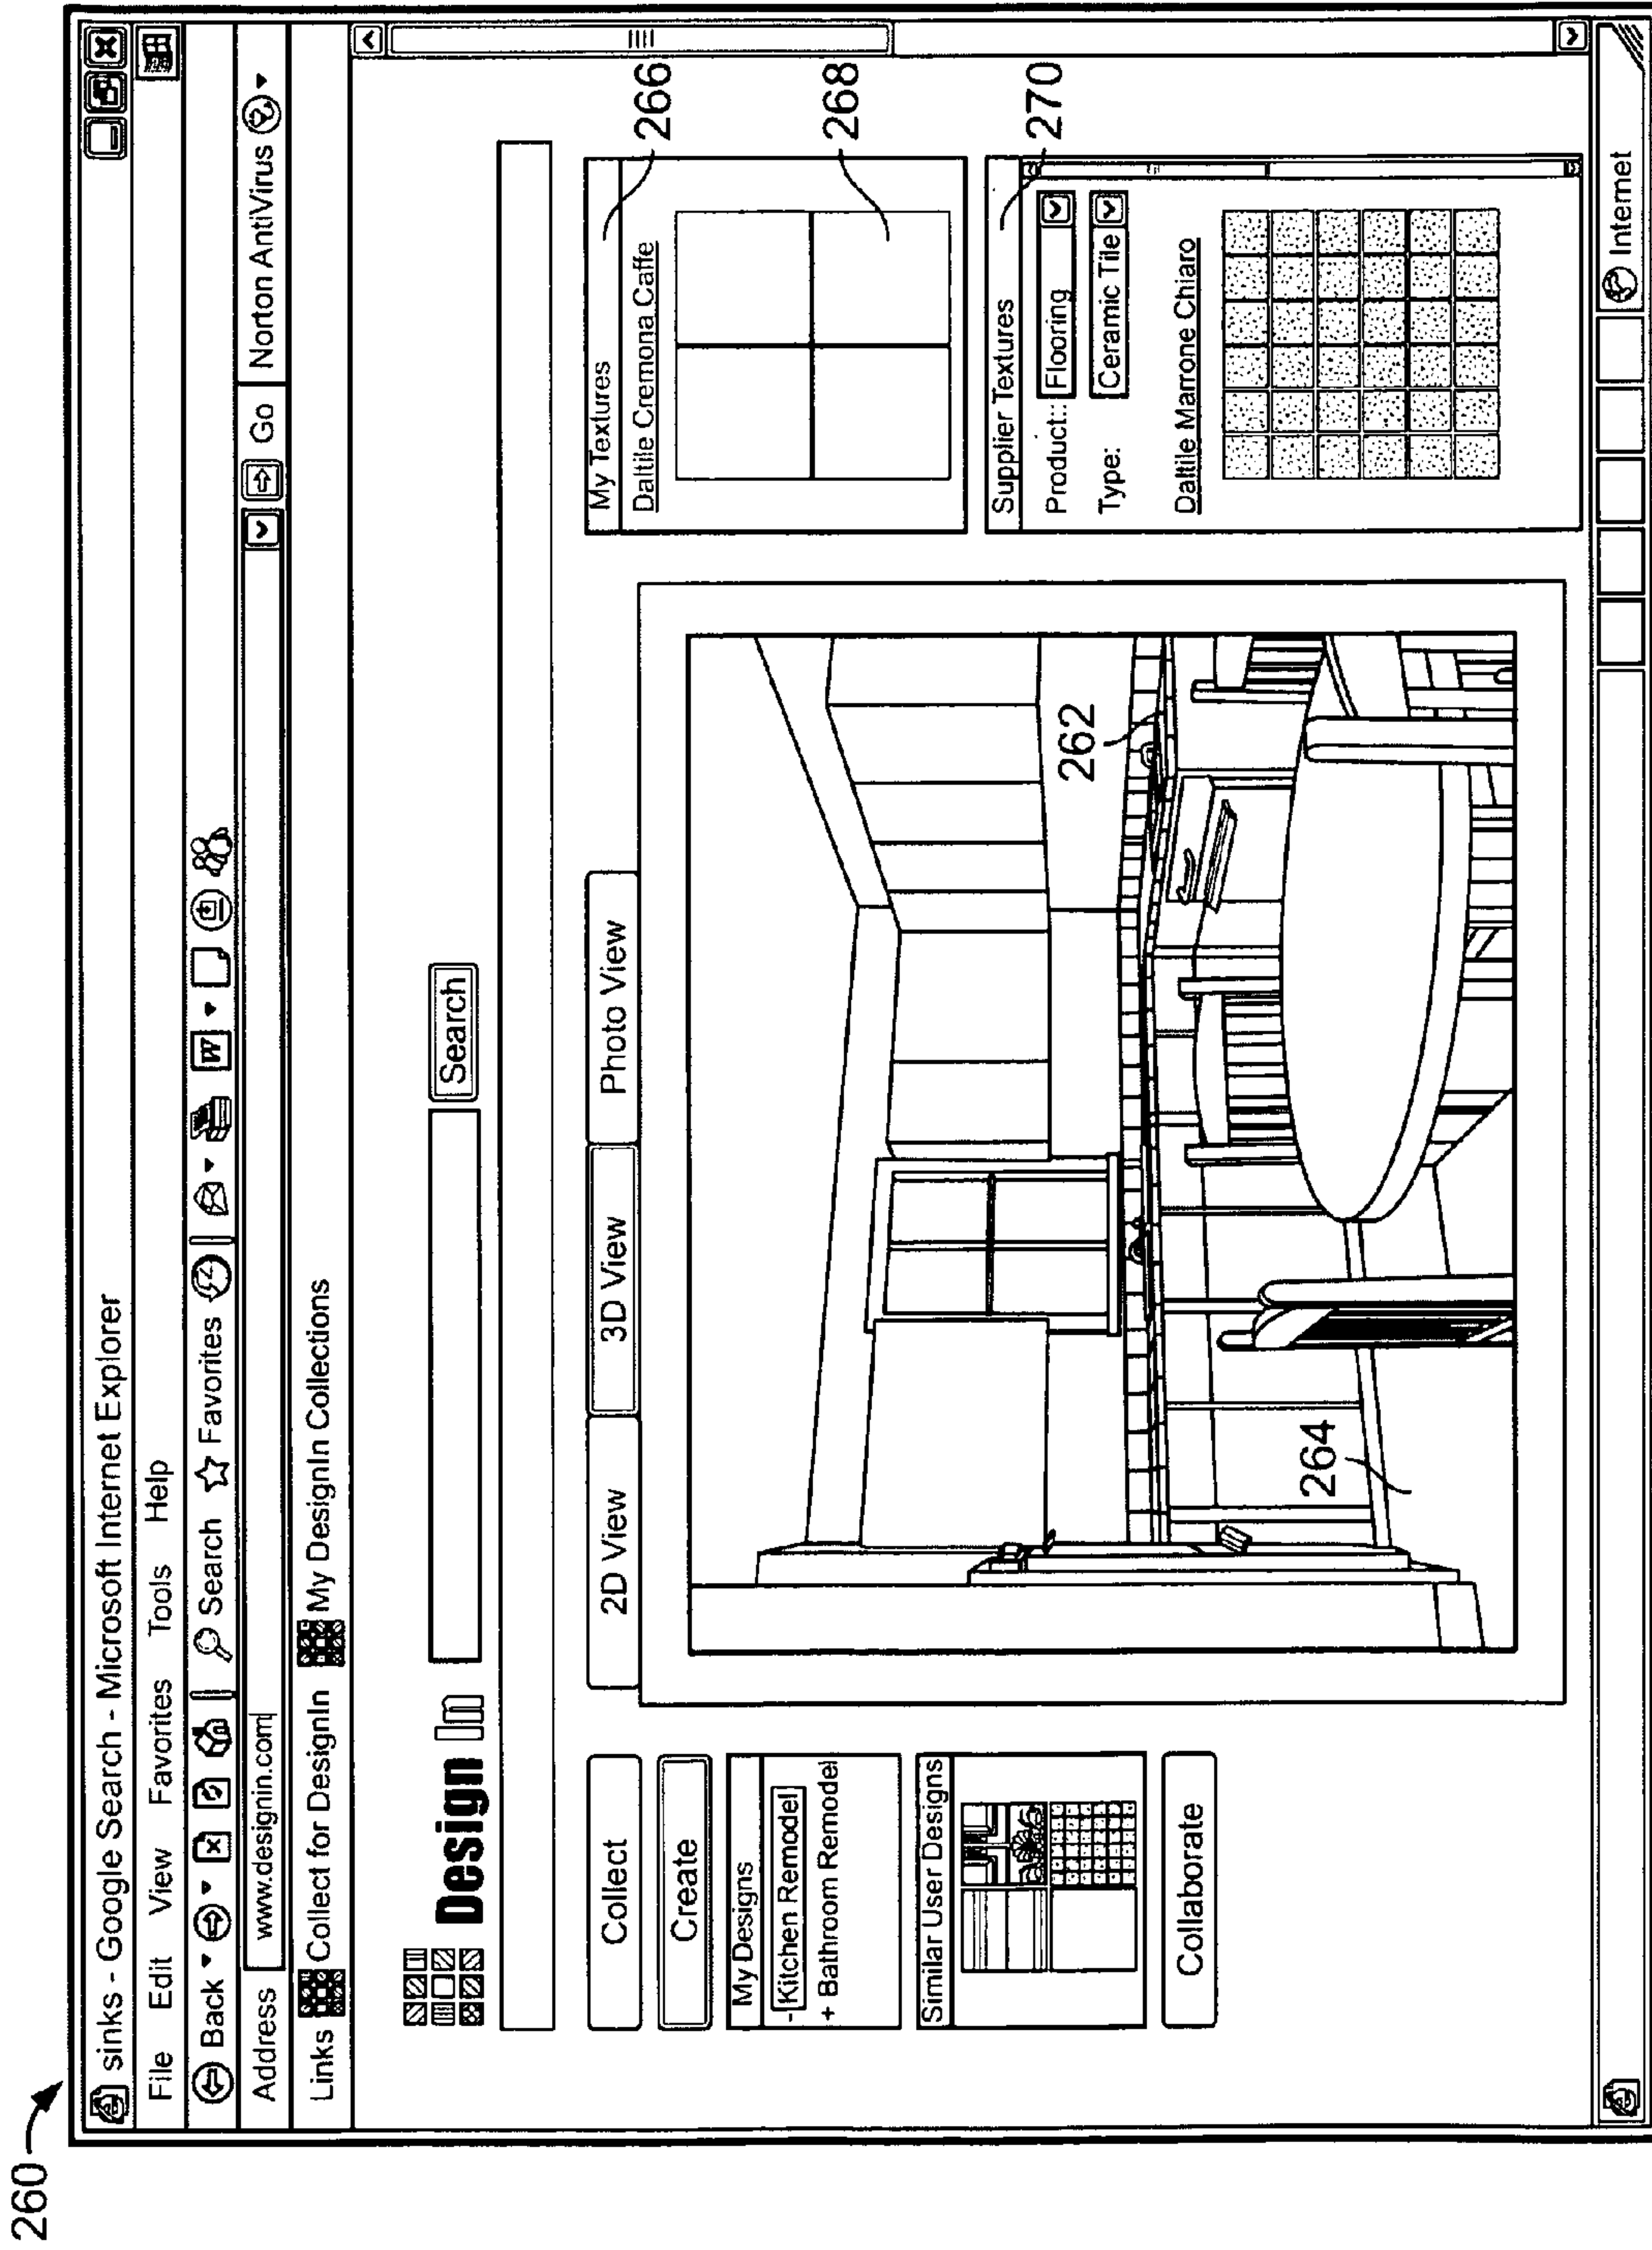 260
sinks - Google Search - Microsoft Internet Explorer
File Edit View Favorites Tools Help
Back Search Favorites W
Address www.designin.com Go Norton AntiVirus
Links Collect for DesignIn My DesignIn Collections
Design In Search
Collect
Create
My Designs
-Kitchen Remodel
+ Bathroom Remodel
Similar User Designs
Collaborate
2D View 3D View Photo View
262
264
My Textures
266
Daltile Cremona Caffe
268
Supplier Textures
270
Product: Flooring
Type: Ceramic Tile
Daltile Marrone Chiaro
Internet